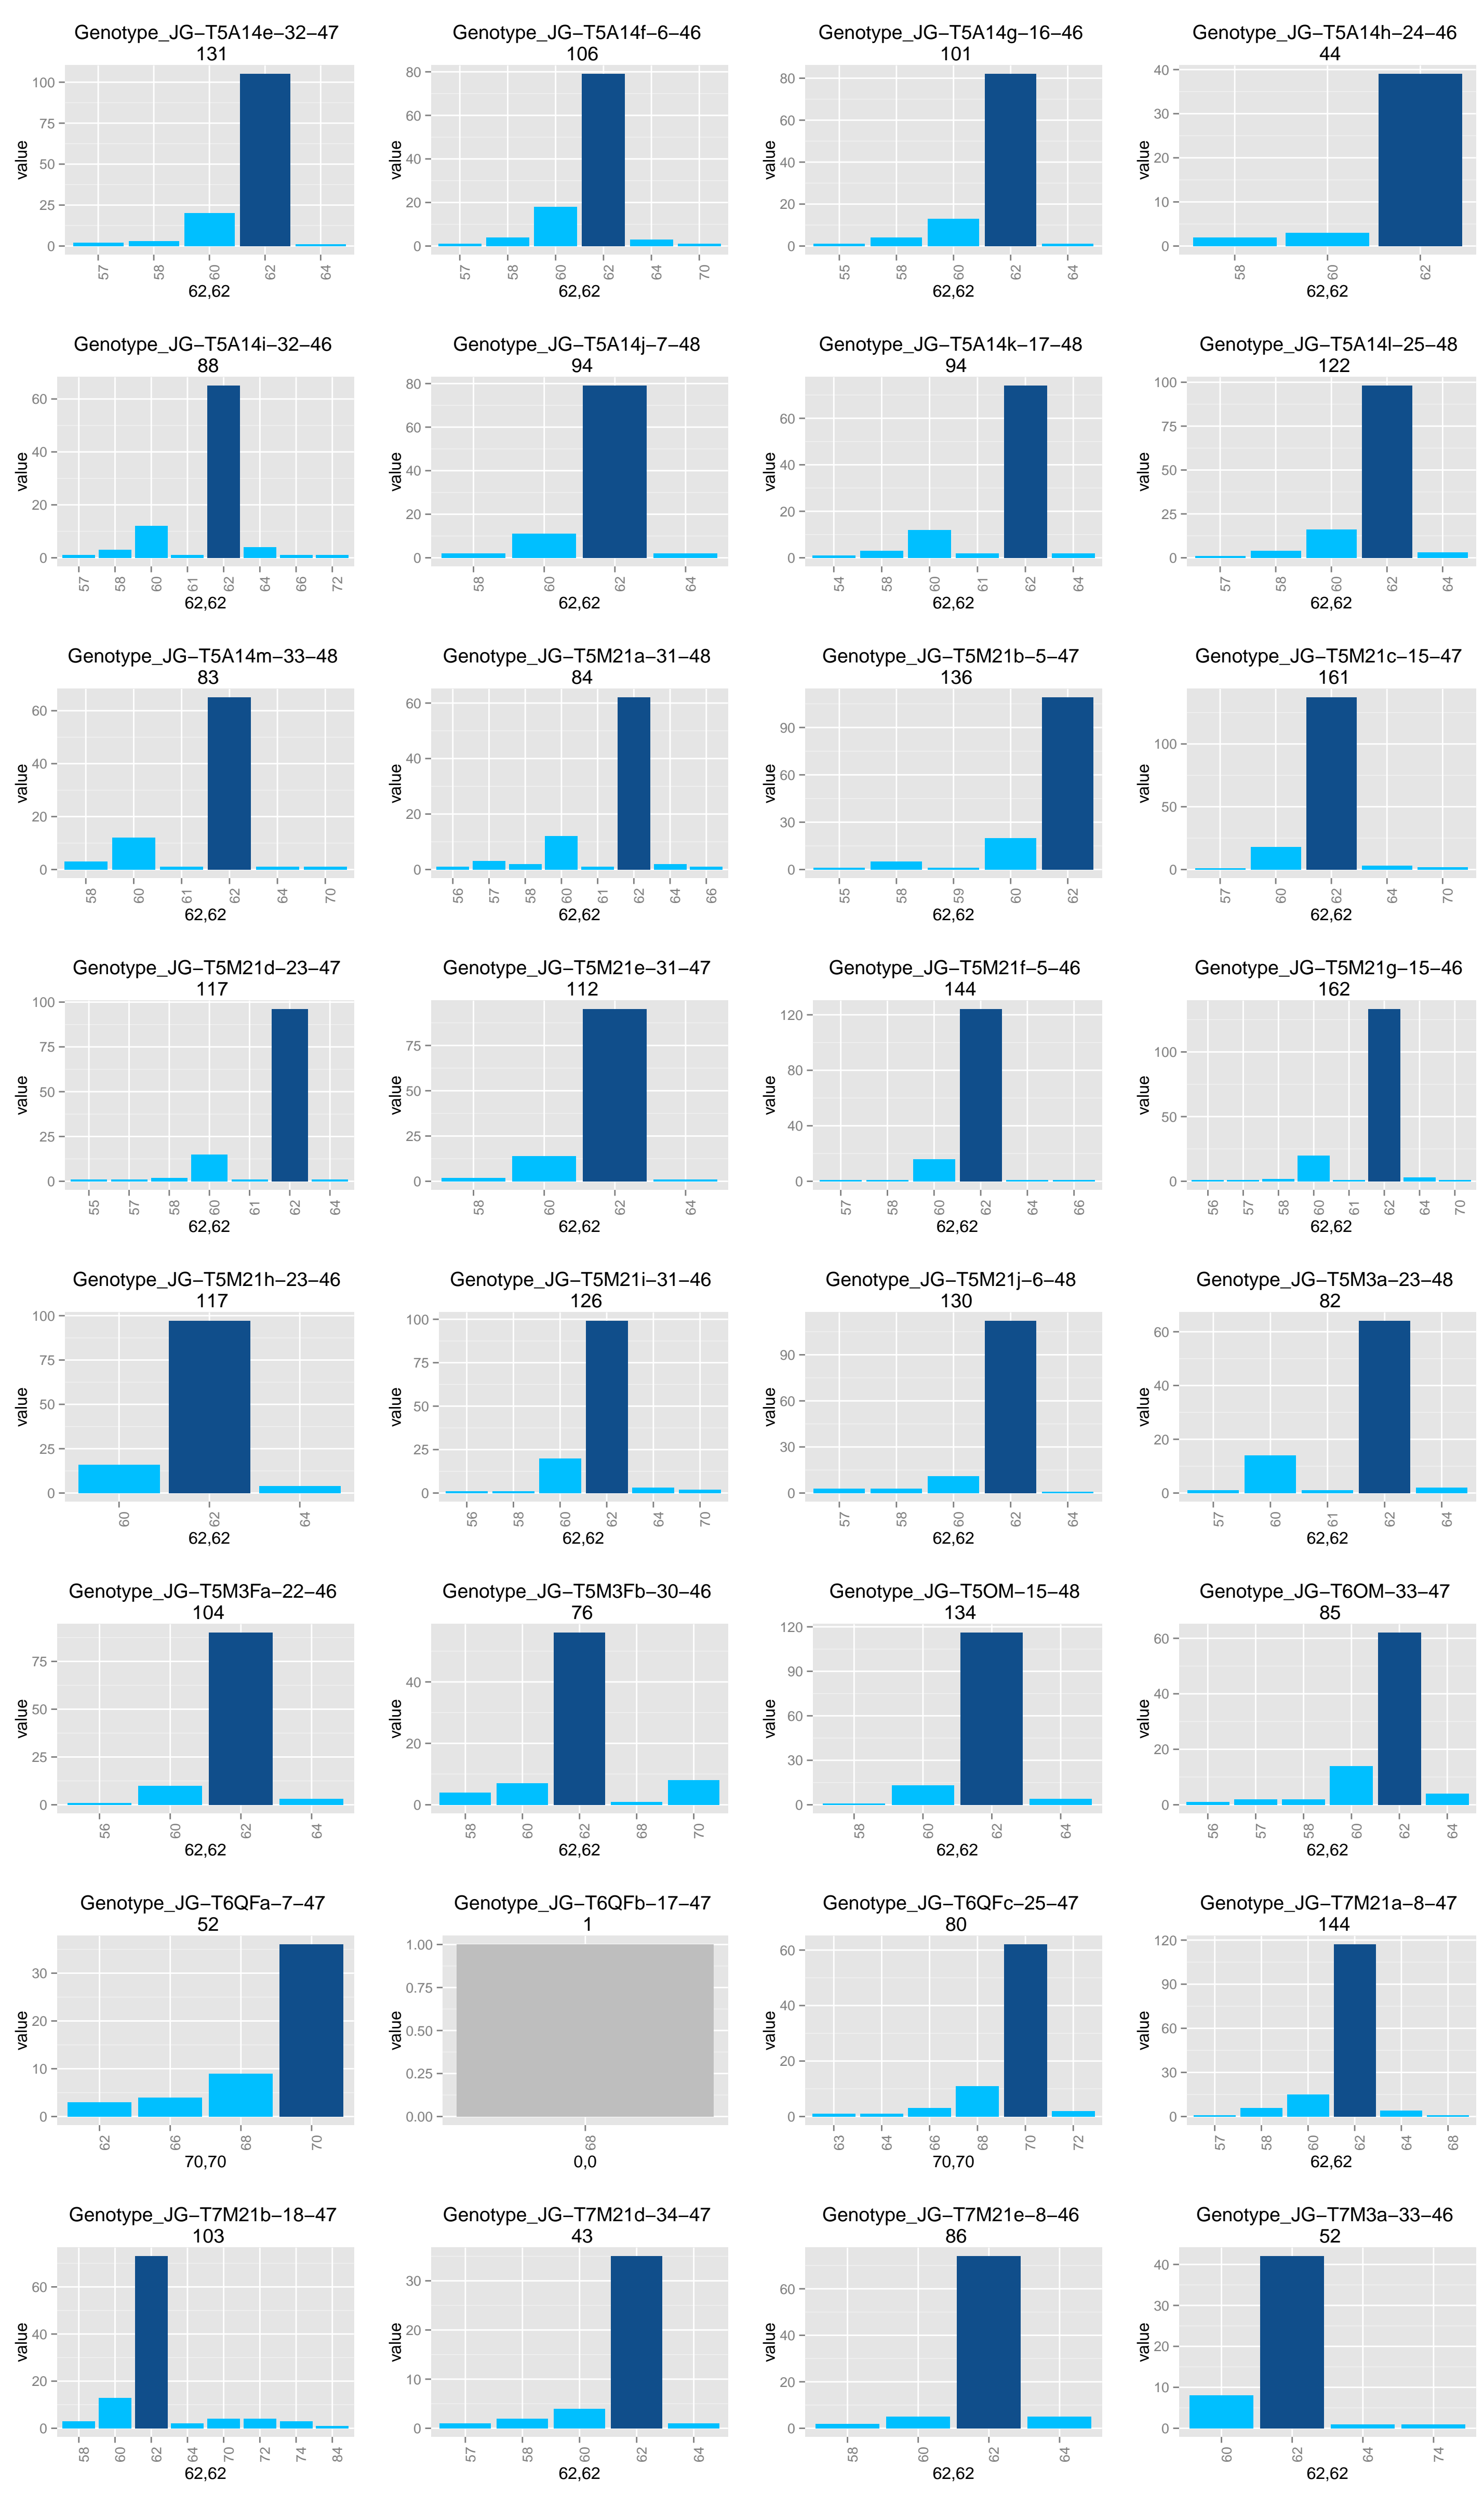 Genotype_JG−T5A14e−32−47
131
100
75
50
25
0
value
57 58 60 62 64
62,62
Genotype_JG−T5A14f−6−46
106
80
60
40
20
0
value
57 58 60 62 64 70
62,62
Genotype_JG−T5A14g−16−46
101
80
60
40
20
0
value
55 58 60 62 64
62,62
Genotype_JG−T5A14h−24−46
44
40
30
20
10
0
value
58 60 62
62,62
Genotype_JG−T5A14i−32−46
88
60
40
20
0
value
57 58 60 61 62 64 66 72
62,62
Genotype_JG−T5A14j−7−48
94
80
60
40
20
0
value
58 60 62 64
62,62
Genotype_JG−T5A14k−17−48
94
60
40
20
0
value
54 58 60 61 62 64
62,62
Genotype_JG−T5A14l−25−48
122
100
75
50
25
0
value
57 58 60 62 64
62,62
Genotype_JG−T5A14m−33−48
83
60
40
20
0
value
58 60 61 62 64 70
62,62
Genotype_JG−T5M21a−31−48
84
60
40
20
0
value
56 57 58 60 61 62 64 66
62,62
Genotype_JG−T5M21b−5−47
136
90
60
30
0
value
55 58 59 60 62
62,62
Genotype_JG−T5M21c−15−47
161
100
50
0
value
57 60 62 64 70
62,62
Genotype_JG−T5M21d−23−47
117
100
75
50
25
0
value
55 57 58 60 61 62 64
62,62
Genotype_JG−T5M21e−31−47
112
75
50
25
0
value
58 60 62 64
62,62
Genotype_JG−T5M21f−5−46
144
120
80
40
0
value
57 58 60 62 64 66
62,62
Genotype_JG−T5M21g−15−46
162
100
50
0
value
56 57 58 60 61 62 64 70
62,62
Genotype_JG−T5M21h−23−46
117
100
75
50
25
0
value
60 62 64
62,62
Genotype_JG−T5M21i−31−46
126
100
75
50
25
0
value
56 58 60 62 64 70
62,62
Genotype_JG−T5M21j−6−48
130
90
60
30
0
value
57 58 60 62 64
62,62
Genotype_JG−T5M3a−23−48
82
60
40
20
0
value
57 60 61 62 64
62,62
Genotype_JG−T5M3Fa−22−46
104
75
50
25
0
value
56 60 62 64
62,62
Genotype_JG−T5M3Fb−30−46
76
40
20
0
value
58 60 62 68 70
62,62
Genotype_JG−T5OM−15−48
134
120
90
60
30
0
value
58 60 62 64
62,62
Genotype_JG−T6OM−33−47
85
60
40
20
0
value
56 57 58 60 62 64
62,62
Genotype_JG−T6QFa−7−47
52
30
20
10
0
value
62 66 68 70
70,70
Genotype_JG−T6QFb−17−47
1
1.00
0.75
0.50
0.25
0.00
value
68
0,0
Genotype_JG−T6QFc−25−47
80
60
40
20
0
value
63 64 66 68 70 72
70,70
Genotype_JG−T7M21a−8−47
144
120
90
60
30
0
value
57 58 60 62 64 68
62,62
Genotype_JG−T7M21b−18−47
103
60
40
20
0
value
58 60 62 64 70 72 74 84
62,62
Genotype_JG−T7M21d−34−47
43
30
20
10
0
value
57 58 60 62 64
62,62
Genotype_JG−T7M21e−8−46
86
60
40
20
0
value
58 60 62 64
62,62
Genotype_JG−T7M3a−33−46
52
40
30
20
10
0
value
60 62 64 74
62,62